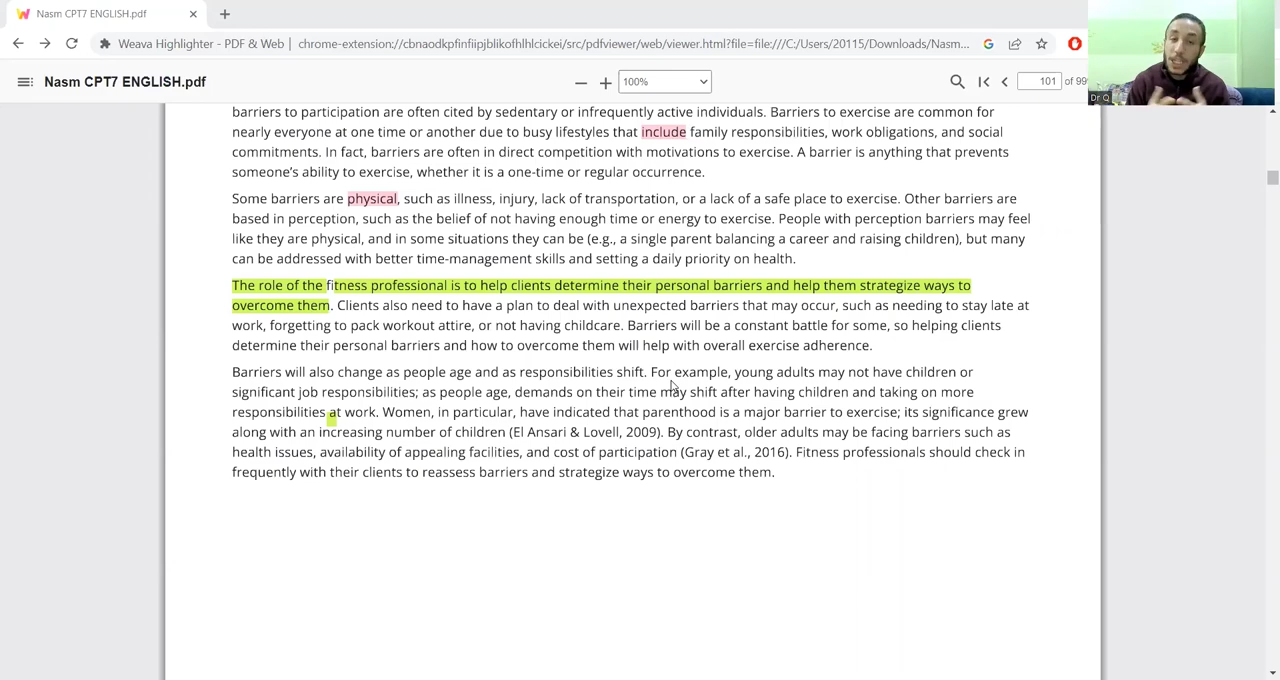 Nasm CPT7 ENGLISH.pdf
Weava Highlighter - PDF & Web | chrome-extension://cbnaodkpfinfiipjblikofhlhlcickei/src/pdfviewer/web/viewer.html?file=file:///C:/Users/20115/Downloads/Nasm...
Nasm CPT7 ENGLISH.pdf
100%
101 of 99
Dr Q
barriers to participation are often cited by sedentary or infrequently active individuals. Barriers to exercise are common for
nearly everyone at one time or another due to busy lifestyles that include family responsibilities, work obligations, and social
commitments. In fact, barriers are often in direct competition with motivations to exercise. A barrier is anything that prevents
someone's ability to exercise, whether it is a one-time or regular occurrence.
Some barriers are physical, such as illness, injury, lack of transportation, or a lack of a safe place to exercise. Other barriers are
based in perception, such as the belief of not having enough time or energy to exercise. People with perception barriers may feel
like they are physical, and in some situations they can be (e.g., a single parent balancing a career and raising children), but many
can be addressed with better time-management skills and setting a daily priority on health.
The role of the fitness professional is to help clients determine their personal barriers and help them strategize ways to
overcome them. Clients also need to have a plan to deal with unexpected barriers that may occur, such as needing to stay late at
work, forgetting to pack workout attire, or not having childcare. Barriers will be a constant battle for some, so helping clients
determine their personal barriers and how to overcome them will help with overall exercise adherence.
Barriers will also change as people age and as responsibilities shift. For example, young adults may not have children or
significant job responsibilities; as people age, demands on their time may shift after having children and taking on more
responsibilities at work. Women, in particular, have indicated that parenthood is a major barrier to exercise; its significance grew
along with an increasing number of children (El Ansari & Lovell, 2009). By contrast, older adults may be facing barriers such as
health issues, availability of appealing facilities, and cost of participation (Gray et al., 2016). Fitness professionals should check in
frequently with their clients to reassess barriers and strategize ways to overcome them.